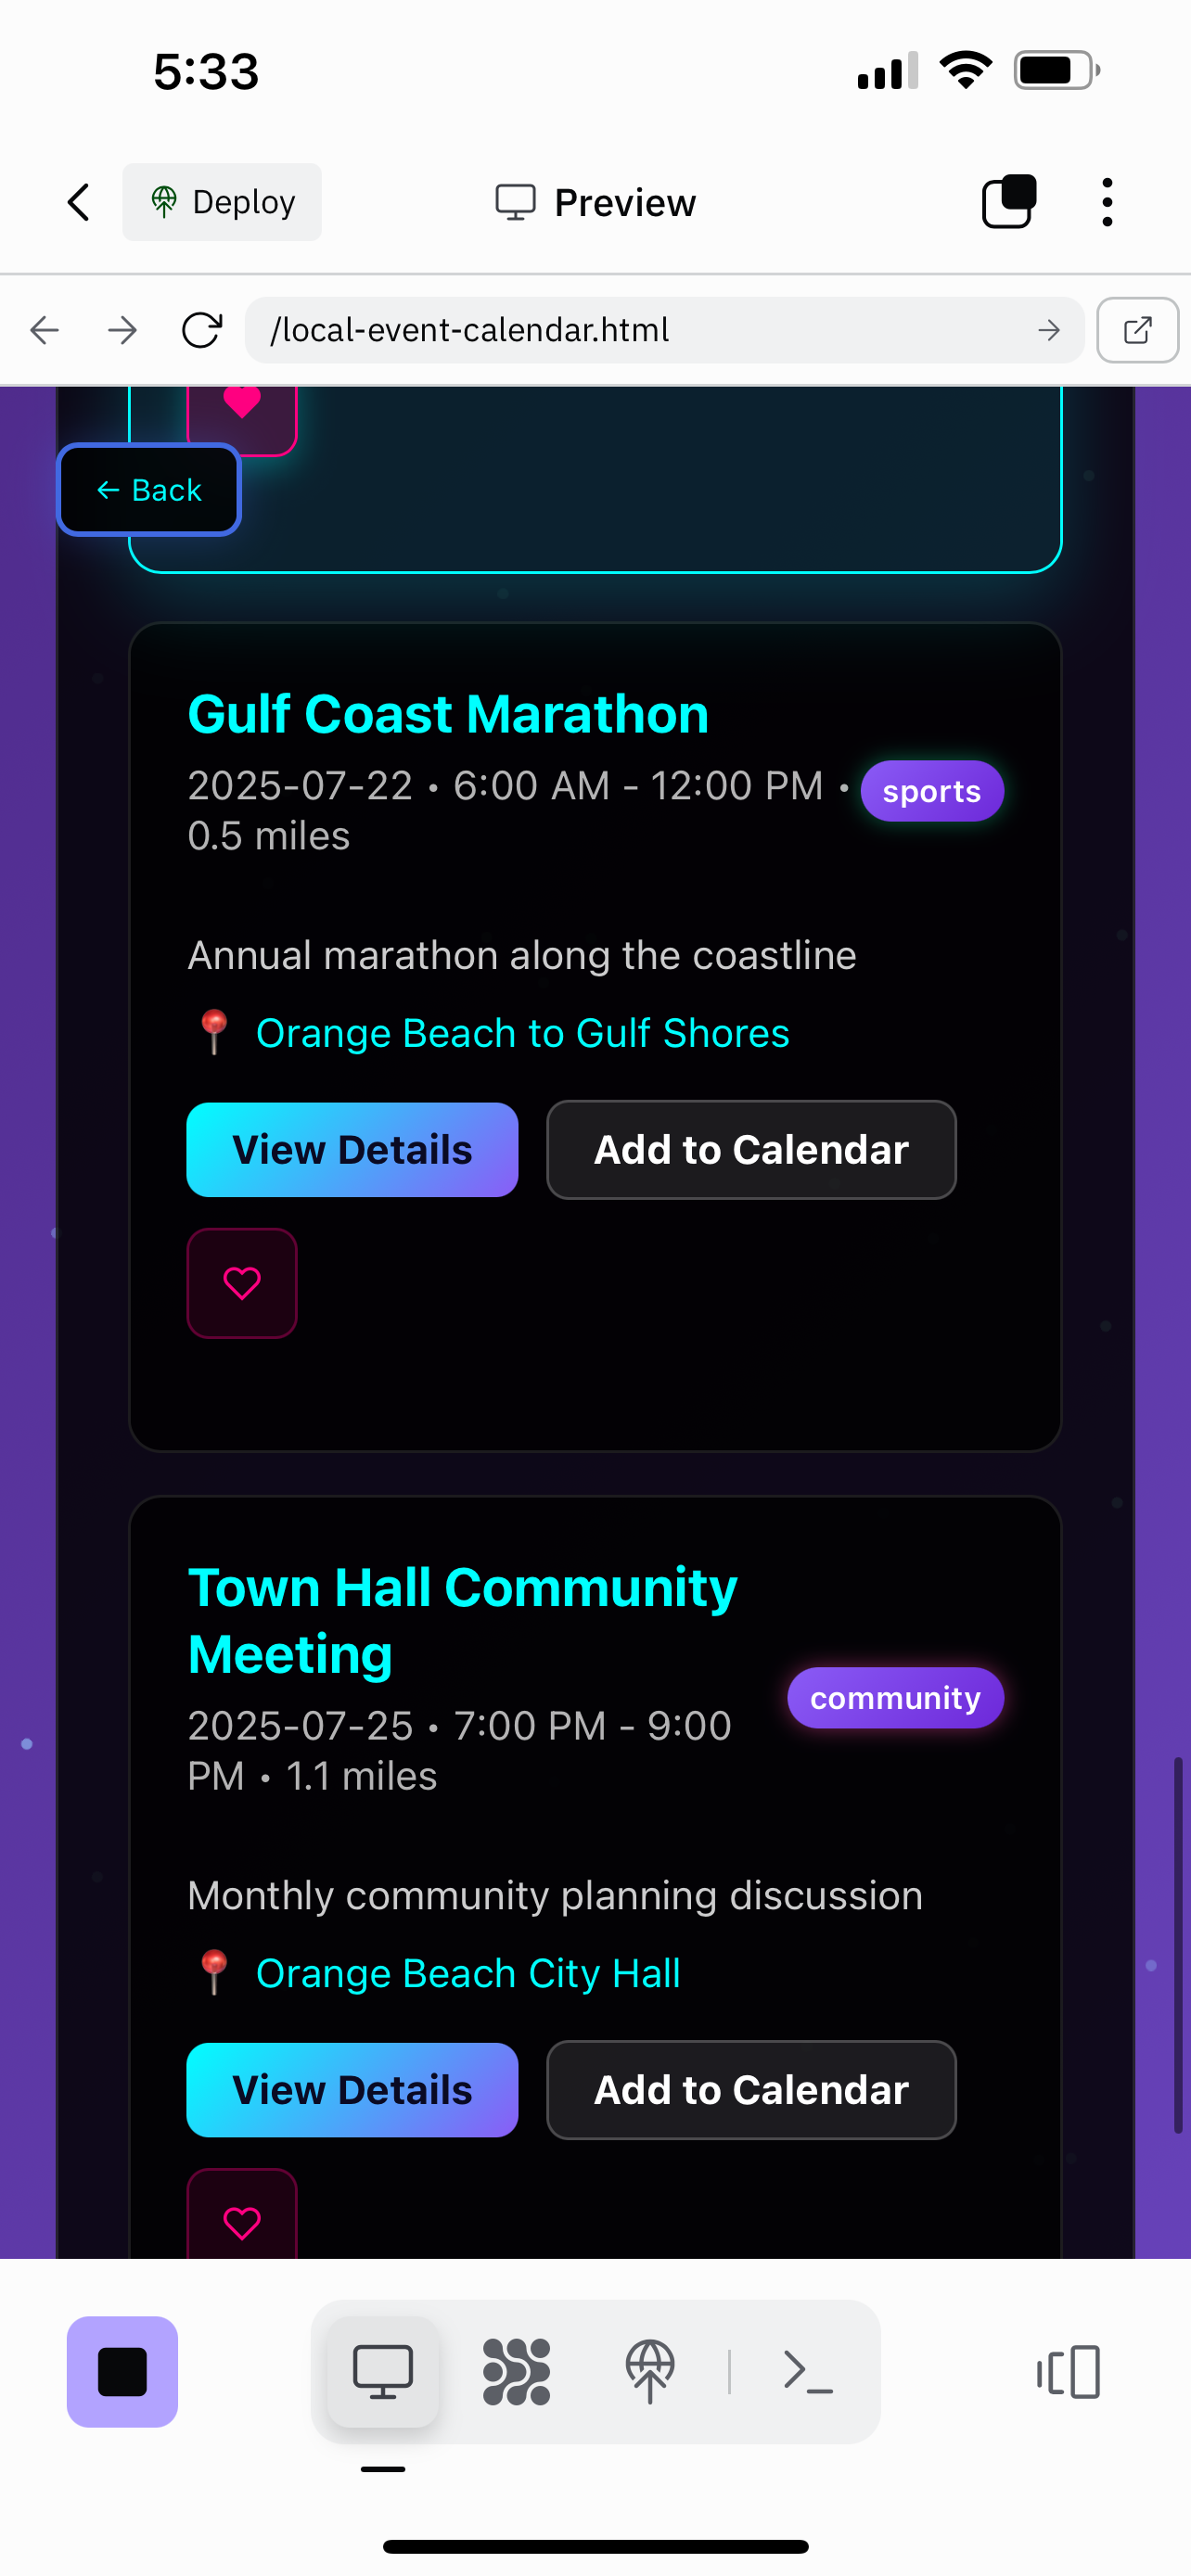 5:33
Deploy
Preview
/local-event-calendar.html
← Back
Gulf Coast Marathon
2025-07-22 • 6:00 AM - 12:00 PM •
0.5 miles
sports
Annual marathon along the coastline
📍 Orange Beach to Gulf Shores
View Details
Add to Calendar
Town Hall Community
Meeting
2025-07-25 • 7:00 PM - 9:00
PM • 1.1 miles
community
Monthly community planning discussion
📍 Orange Beach City Hall
View Details
Add to Calendar